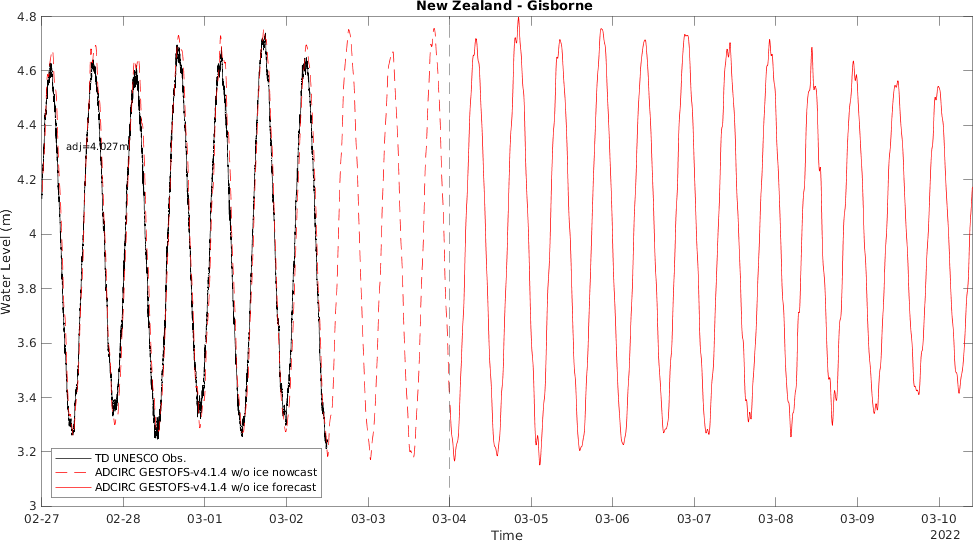 New Zealand - Gisborne
4.8
4.6
4.4
4.2
4
3.8
3.6
3.4
3.2
3
Water Level (m)
adj=4.027m
TD UNESCO Obs.
ADCIRC GESTOFS-v4.1.4 w/o ice nowcast
ADCIRC GESTOFS-v4.1.4 w/o ice forecast
02-27 02-28 03-01 03-02 03-03 03-04 03-05 03-06 03-07 03-08 03-09 03-10
Time
2022